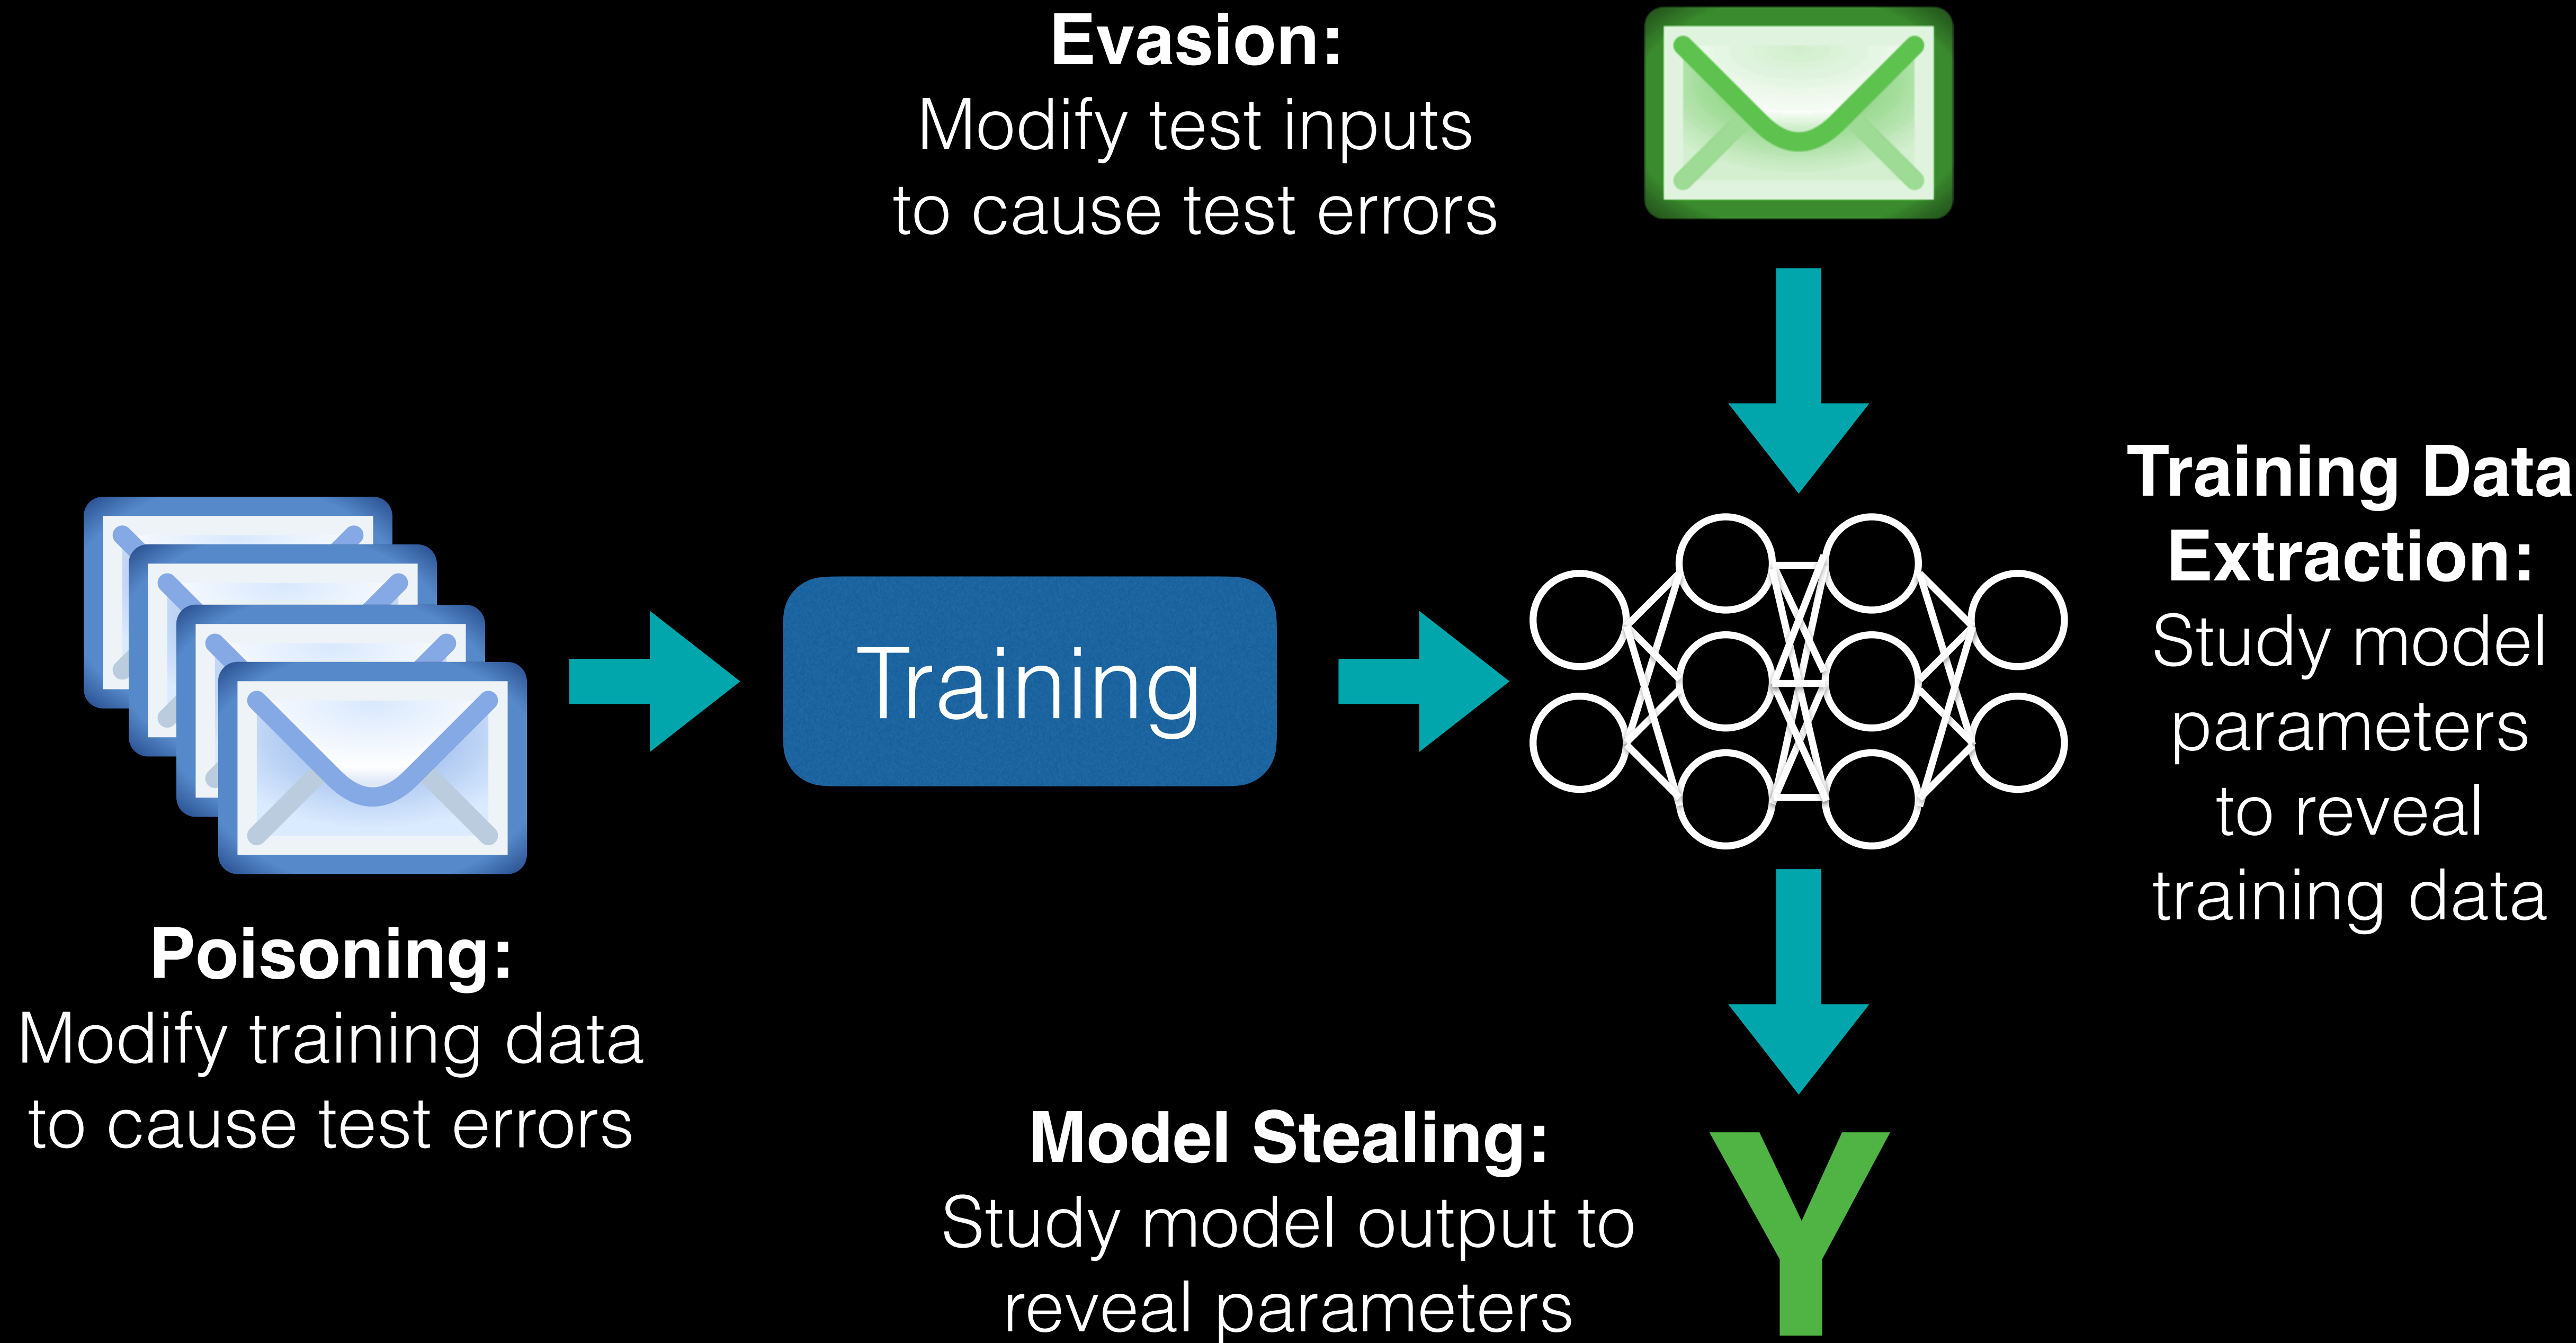 Evasion:
Modify test inputs
to cause test errors
Training
Training Data
Extraction:
Study model
parameters
to reveal
training data
Poisoning:
Modify training data
to cause test errors
Model Stealing:
Study model output to
reveal parameters
Y